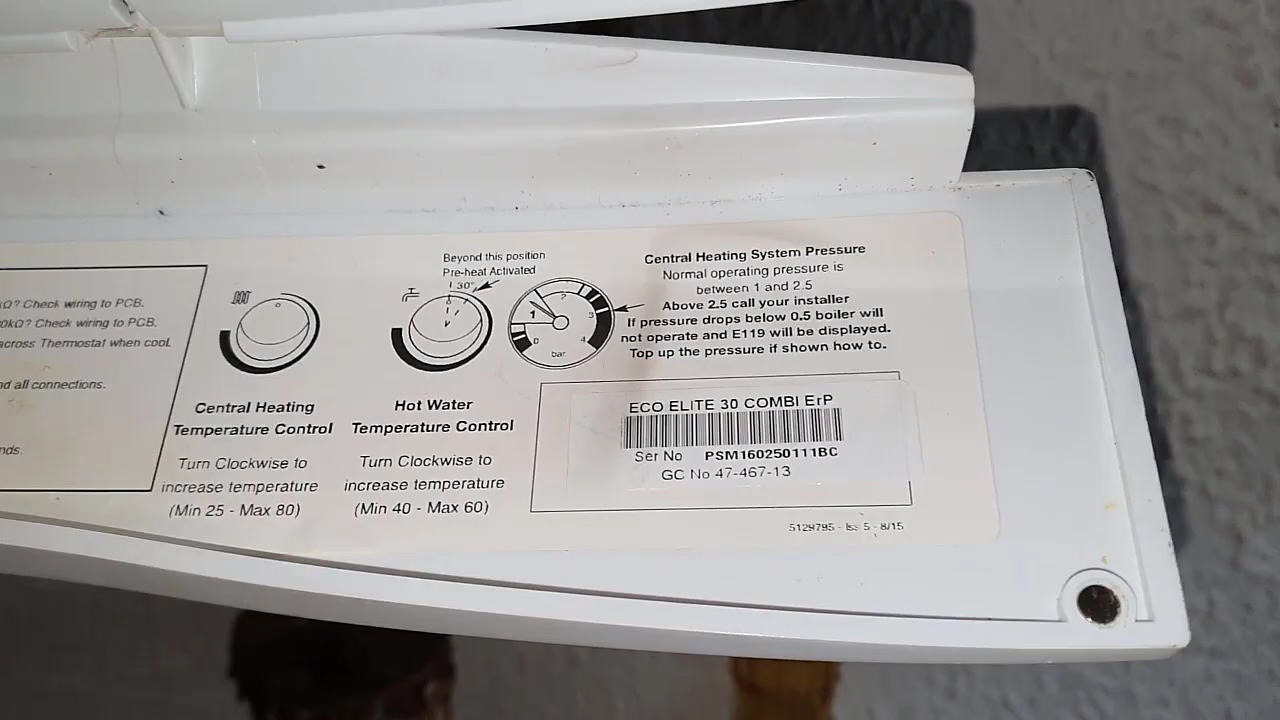 kΩ? Check wiring to PCB.
0kΩ? Check wiring to PCB.
across Thermostat when cool.
nd all connections.
nds.
Central Heating
Temperature Control
Turn Clockwise to
increase temperature
(Min 25 - Max 80)
Beyond this position
Pre-heat Activated
30°
Hot Water
Temperature Control
Turn Clockwise to
increase temperature
(Min 40 - Max 60)
0
1
2
3
4
bar
Central Heating System Pressure
Normal operating pressure is
between 1 and 2.5
Above 2.5 call your installer
If pressure drops below 0.5 boiler will
not operate and E119 will be displayed.
Top up the pressure if shown how to.
ECO ELITE 30 COMBI ErP
Ser No PSM160250111BC
GC No 47-467-13
5129795 - Iss 5 - 8/15